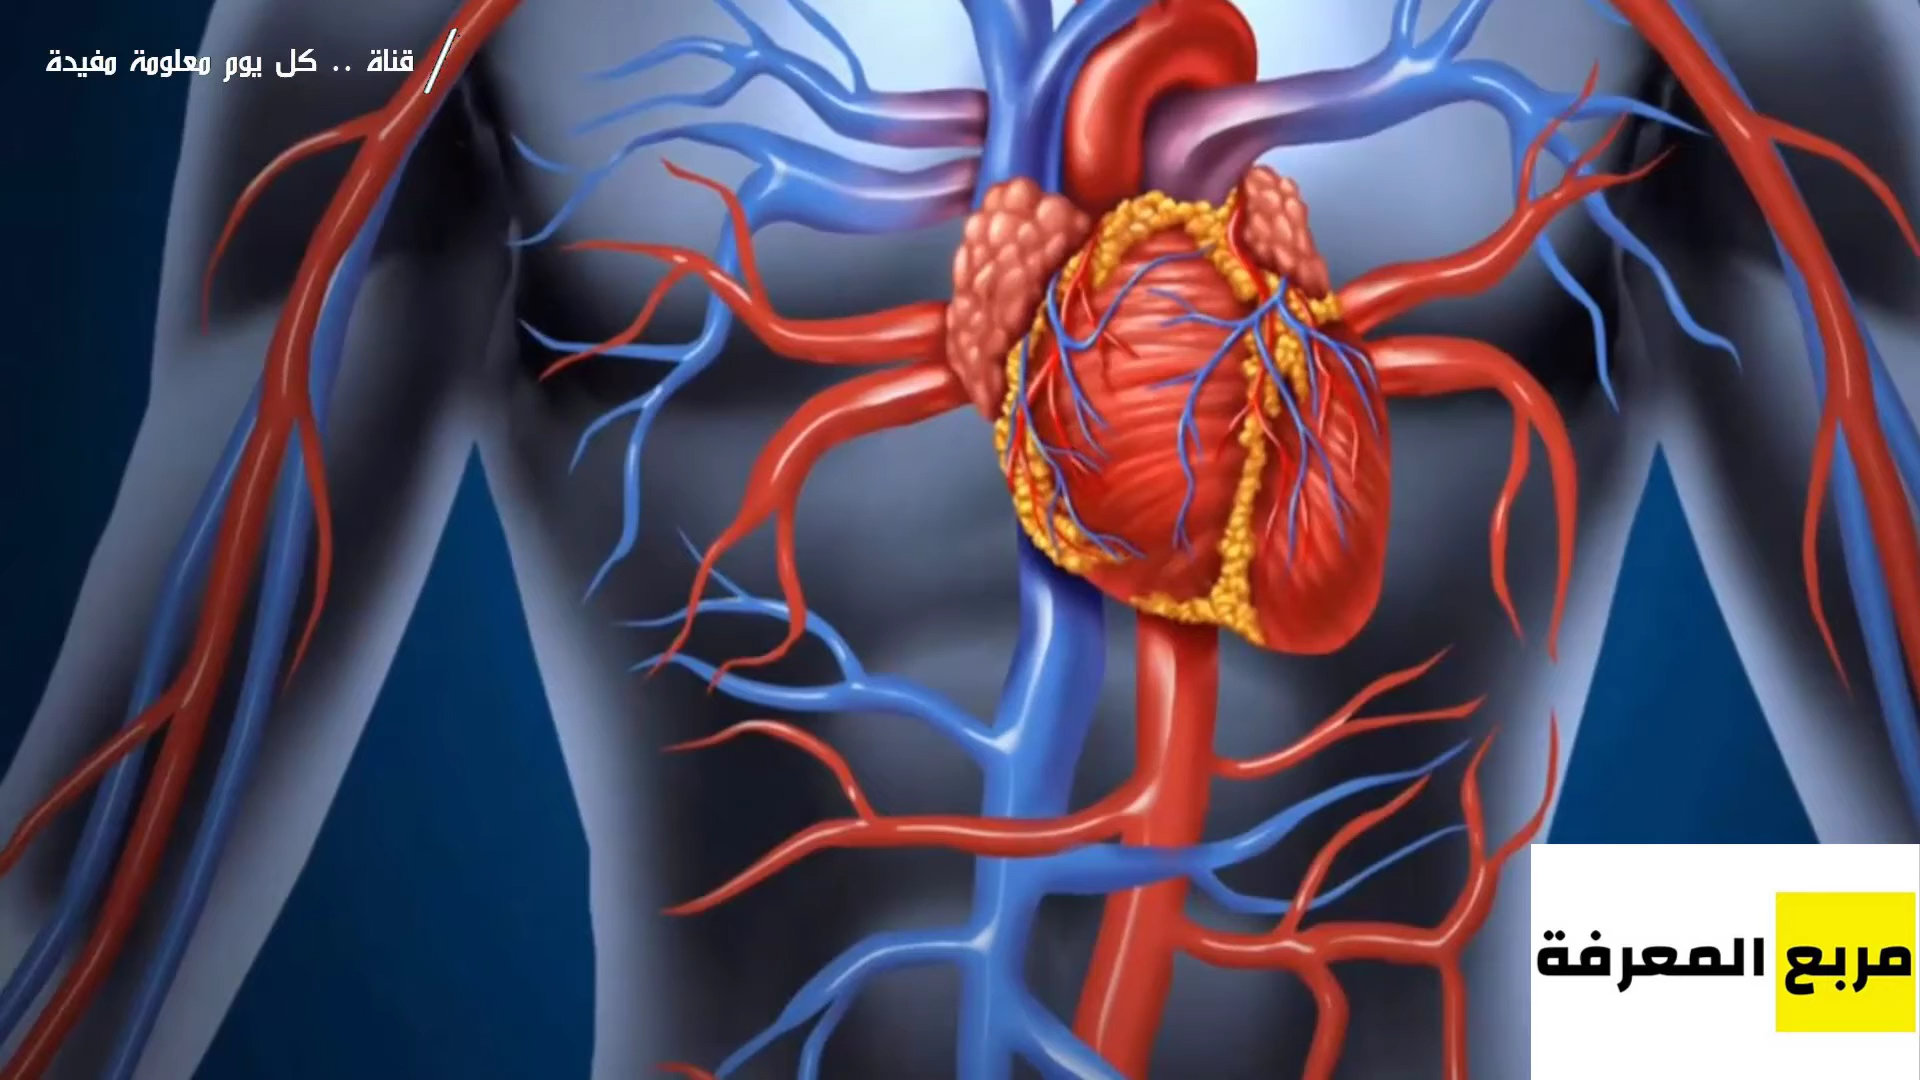 قناة .. كل يوم معلومة مفيدة /
مربع المعرفة